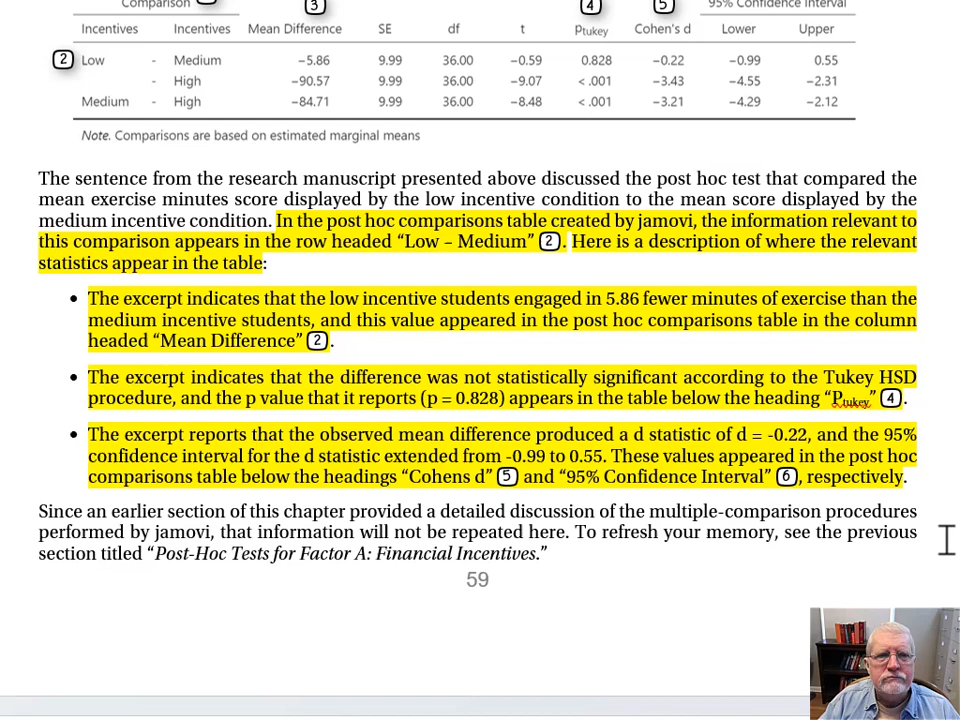 Comparison
3 4 5 95% Confidence Interval
Incentives Incentives Mean Difference SE df t Ptukey Cohen's d Lower Upper
2 Low - Medium −5.86 9.99 36.00 −0.59 0.828 −0.22 −0.99 0.55
- High −90.57 9.99 36.00 −9.07 < .001 −3.43 −4.55 −2.31
Medium - High −84.71 9.99 36.00 −8.48 < .001 −3.21 −4.29 −2.12
Note. Comparisons are based on estimated marginal means
The sentence from the research manuscript presented above discussed the post hoc test that compared the
mean exercise minutes score displayed by the low incentive condition to the mean score displayed by the
medium incentive condition. In the post hoc comparisons table created by jamovi, the information relevant to
this comparison appears in the row headed “Low – Medium” 2. Here is a description of where the relevant
statistics appear in the table:
• The excerpt indicates that the low incentive students engaged in 5.86 fewer minutes of exercise than the
medium incentive students, and this value appeared in the post hoc comparisons table in the column
headed “Mean Difference” 2.
• The excerpt indicates that the difference was not statistically significant according to the Tukey HSD
procedure, and the p value that it reports (p = 0.828) appears in the table below the heading “Ptukey” 4.
• The excerpt reports that the observed mean difference produced a d statistic of d = -0.22, and the 95%
confidence interval for the d statistic extended from -0.99 to 0.55. These values appeared in the post hoc
comparisons table below the headings “Cohens d” 5 and “95% Confidence Interval” 6, respectively.
Since an earlier section of this chapter provided a detailed discussion of the multiple-comparison procedures
performed by jamovi, that information will not be repeated here. To refresh your memory, see the previous
section titled “Post-Hoc Tests for Factor A: Financial Incentives.”
59